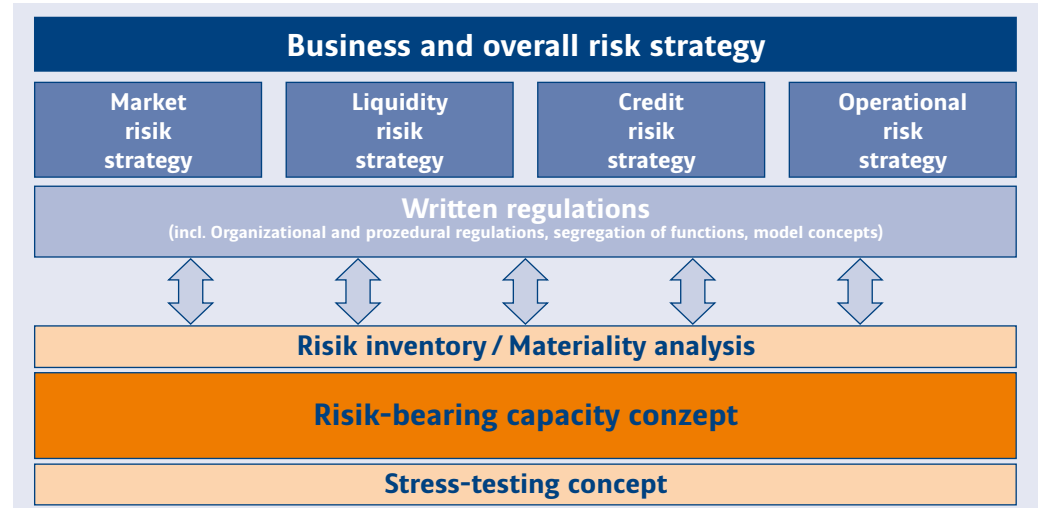 Business and overall risk strategy
Market
risik
strategy
Liquidity
risik
strategy
Credit
risik
strategy
Operational
risk
strategy
Written regulations
(incl. Organizational and prozedural regulations, segregation of functions, model concepts)
Risik inventory / Materiality analysis
Risik-bearing capacity conzept
Stress-testing concept